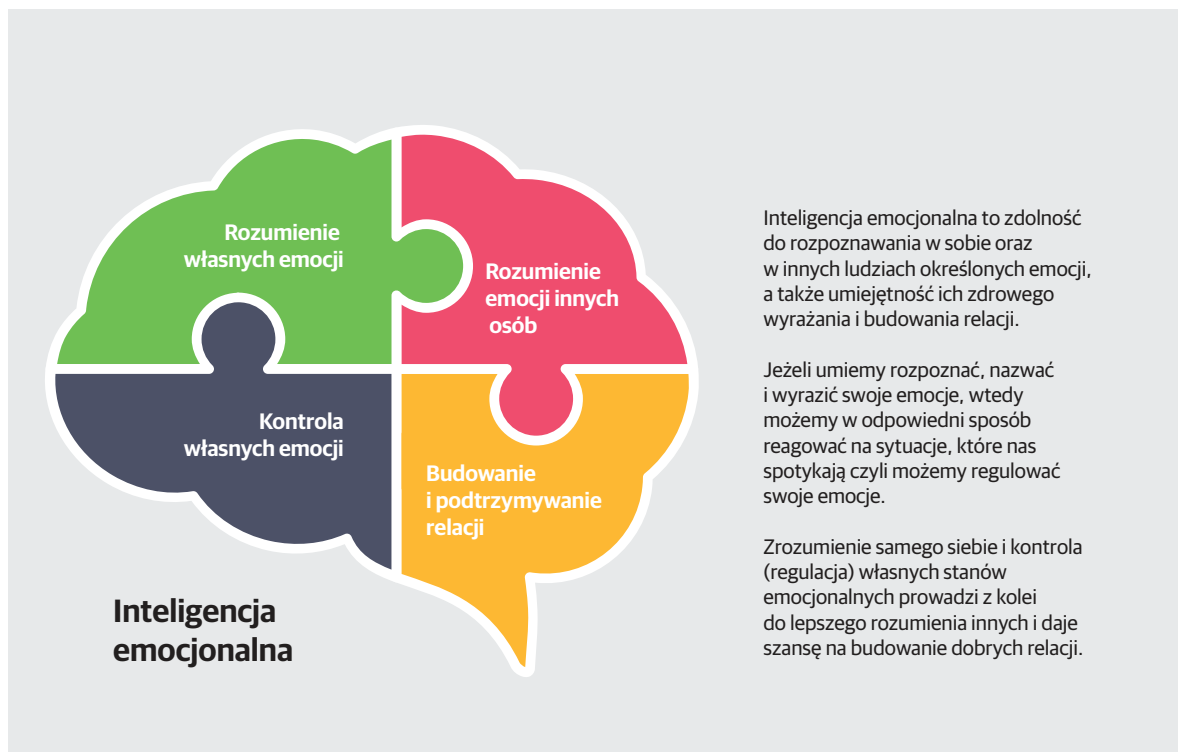 Rozumienie
własnych emocji
Rozumienie
emocji innych
osób
Kontrola
własnych emocji
Budowanie
i podtrzymywanie
relacji
Inteligencja
emocjonalna
Inteligencja emocjonalna to zdolność
do rozpoznawania w sobie oraz
w innych ludziach określonych emocji,
a także umiejętność ich zdrowego
wyrażania i budowania relacji.
Jeżeli umiemy rozpoznać, nazwać
i wyrazić swoje emocje, wtedy
możemy w odpowiedni sposób
reagować na sytuacje, które nas
spotykają czyli możemy regulować
swoje emocje.
Zrozumienie samego siebie i kontrola
(regulacja) własnych stanów
emocjonalnych prowadzi z kolei
do lepszego rozumienia innych i daje
szansę na budowanie dobrych relacji.